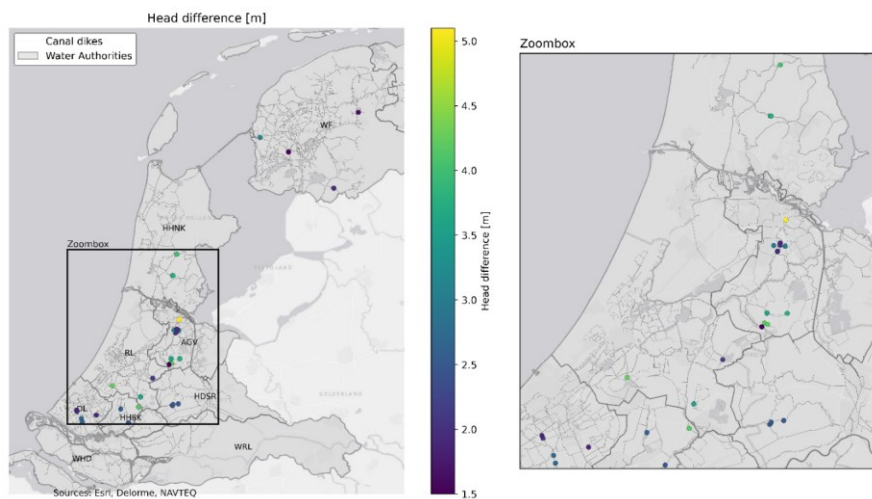 Head difference [m]
Canal dikes
Water Authorities
WF
HHNK
Zoombox
RL
AGV
HDSR
DL
HHSK
WRL
WHD
GELDERLAND
Sources: Esri, Delorme, NAVTEQ
5.0
4.5
4.0
3.5
3.0
2.5
2.0
1.5
Head difference [m]
Zoombox